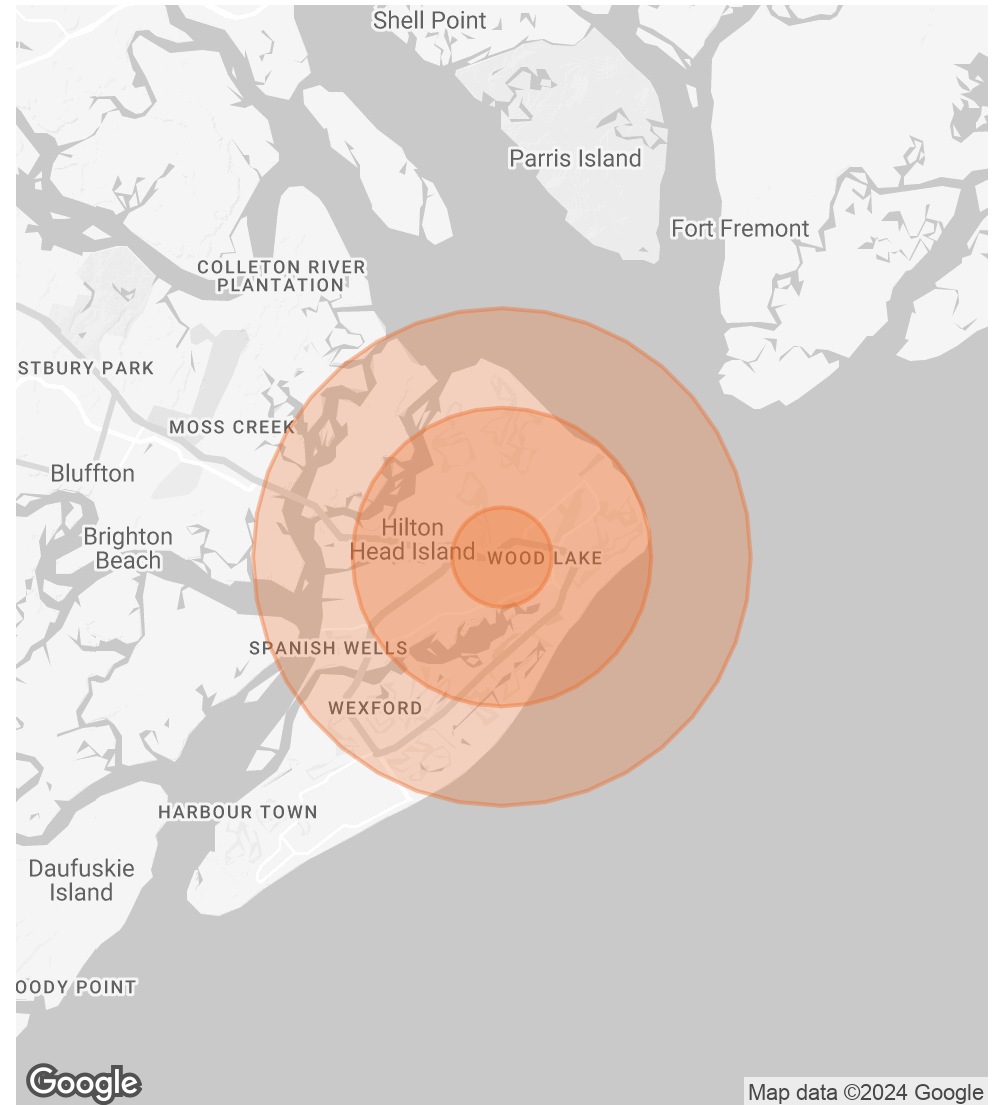 Shell Point
Parris Island
Fort Fremont
COLLETON RIVER
PLANTATION
STBURY PARK
MOSS CREEK
Bluffton
Hilton
Head Island
Brighton
Beach
WOOD LAKE
SPANISH WELLS
WEXFORD
HARBOUR TOWN
Daufuskie
Island
OODY POINT
Google
Map data ©2024 Google